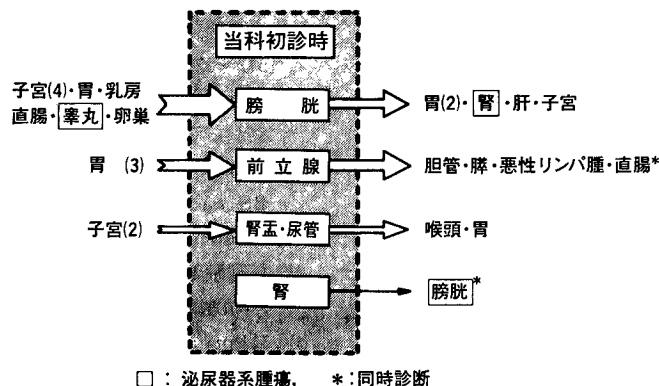 当科初診時
子宮(4)・胃・乳房
直腸・睾丸・卵巣
膀胱
胃(2)・腎・肝・子宮
胃 (3)
前立腺
胆管・膵・悪性リンパ腫・直腸*
子宮(2)
腎盂・尿管
喉頭・胃
腎
膀胱*
□ : 泌尿器系腫瘍, *:同時診断